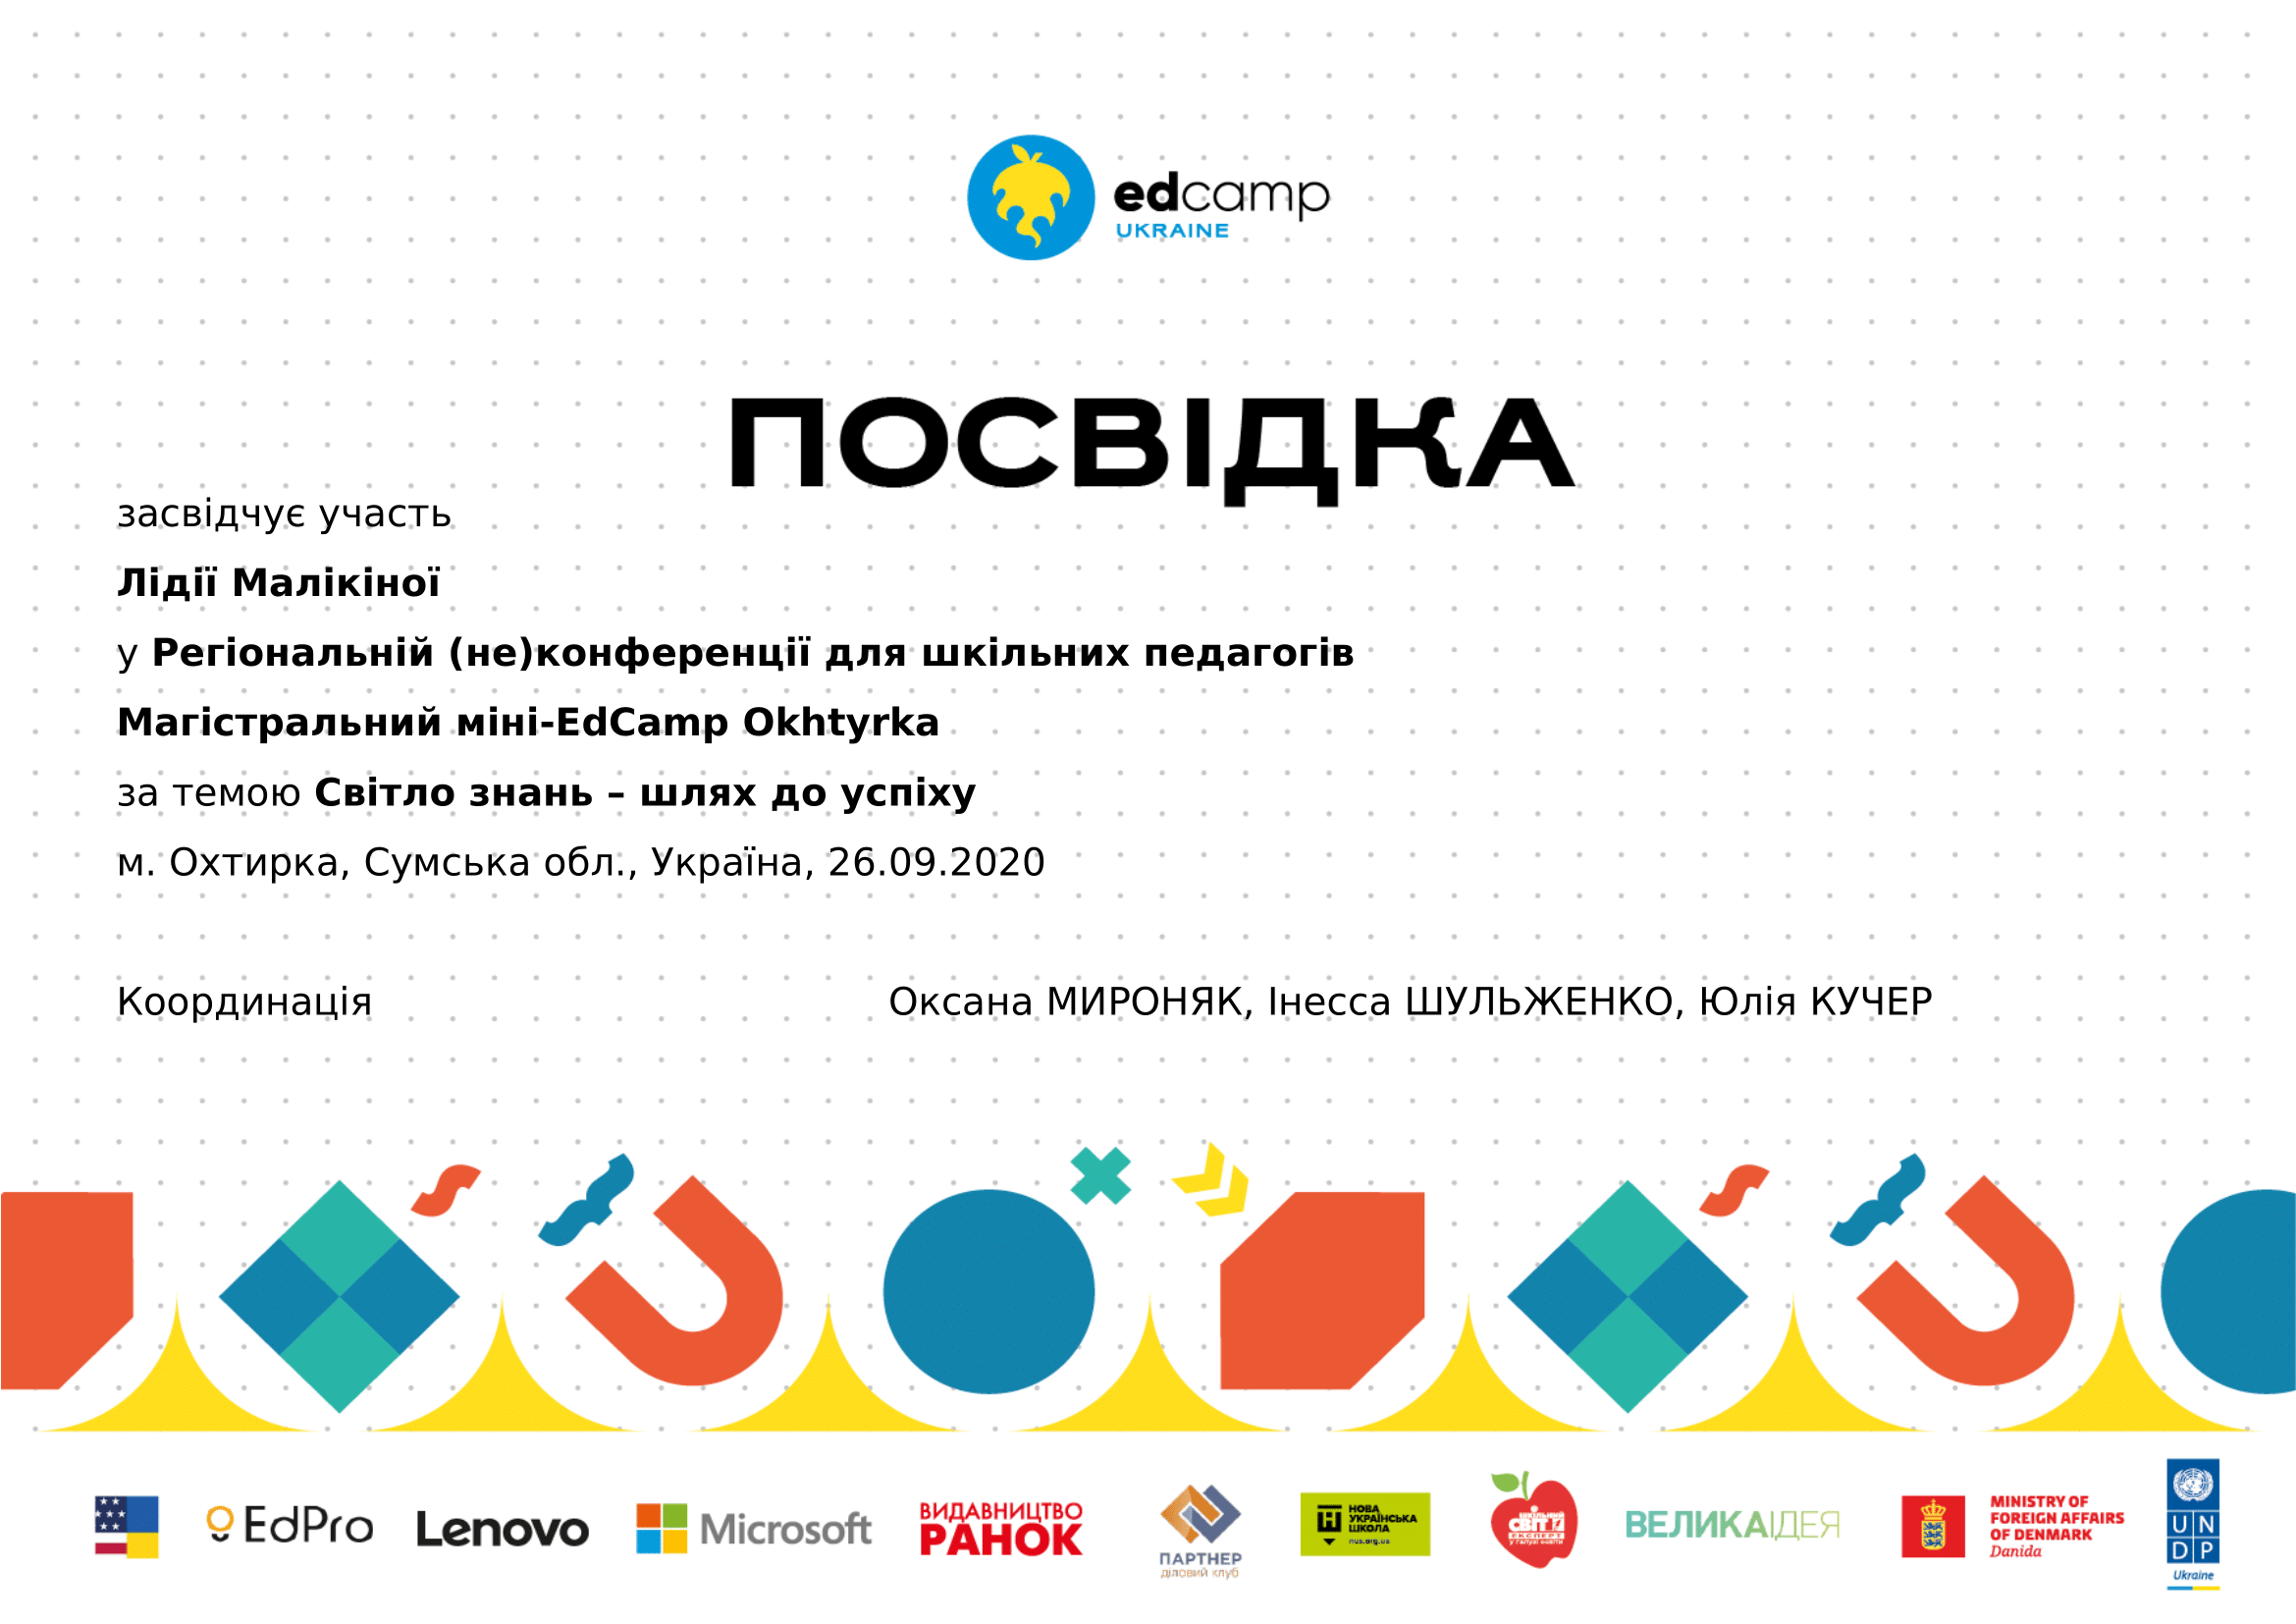 edcamp
UKRAINE
ПОСВІДКА
засвідчує участь
Лідії Малікіної
у Регіональній (не)конференції для шкільних педагогів
Магістральний міні-EdCamp Okhtyrka
за темою Світло знань – шлях до успіху
м. Охтирка, Сумська обл., Україна, 26.09.2020
Координація Оксана МИРОНЯК, Інесса ШУЛЬЖЕНКО, Юлія КУЧЕР
EdPro
Lenovo
Microsoft
ВИДАВНИЦТВО
РАНОК
ПАРТНЕР
діловий клуб
НОВА
УКРАЇНСЬКА
ШКОЛА
nus.org.ua
ШКІЛЬНИЙ
СВІТ
ЕКСПЕРТ
у галузі освіти
ВЕЛИКАІДЕЯ
MINISTRY OF
FOREIGN AFFAIRS
OF DENMARK
Danida
UN
DP
Ukraine